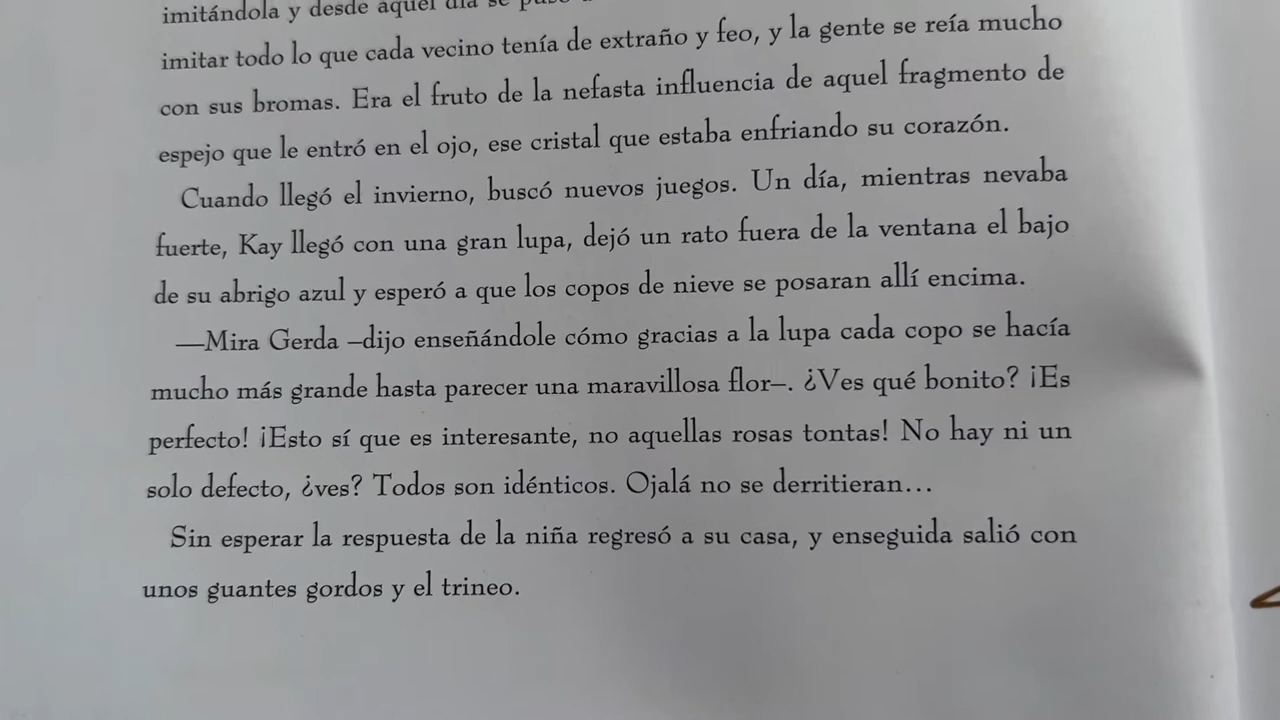 imitándola y desde aquel día se puso
imitar todo lo que cada vecino tenía de extraño y feo, y la gente se reía mucho
con sus bromas. Era el fruto de la nefasta influencia de aquel fragmento de
espejo que le entró en el ojo, ese cristal que estaba enfriando su corazón.
Cuando llegó el invierno, buscó nuevos juegos. Un día, mientras nevaba
fuerte, Kay llegó con una gran lupa, dejó un rato fuera de la ventana el bajo
de su abrigo azul y esperó a que los copos de nieve se posaran allí encima.
—Mira Gerda –dijo enseñándole cómo gracias a la lupa cada copo se hacía
mucho más grande hasta parecer una maravillosa flor–. ¿Ves qué bonito? ¡Es
perfecto! ¡Esto sí que es interesante, no aquellas rosas tontas! No hay ni un
solo defecto, ¿ves? Todos son idénticos. Ojalá no se derritieran…
Sin esperar la respuesta de la niña regresó a su casa, y enseguida salió con
unos guantes gordos y el trineo.